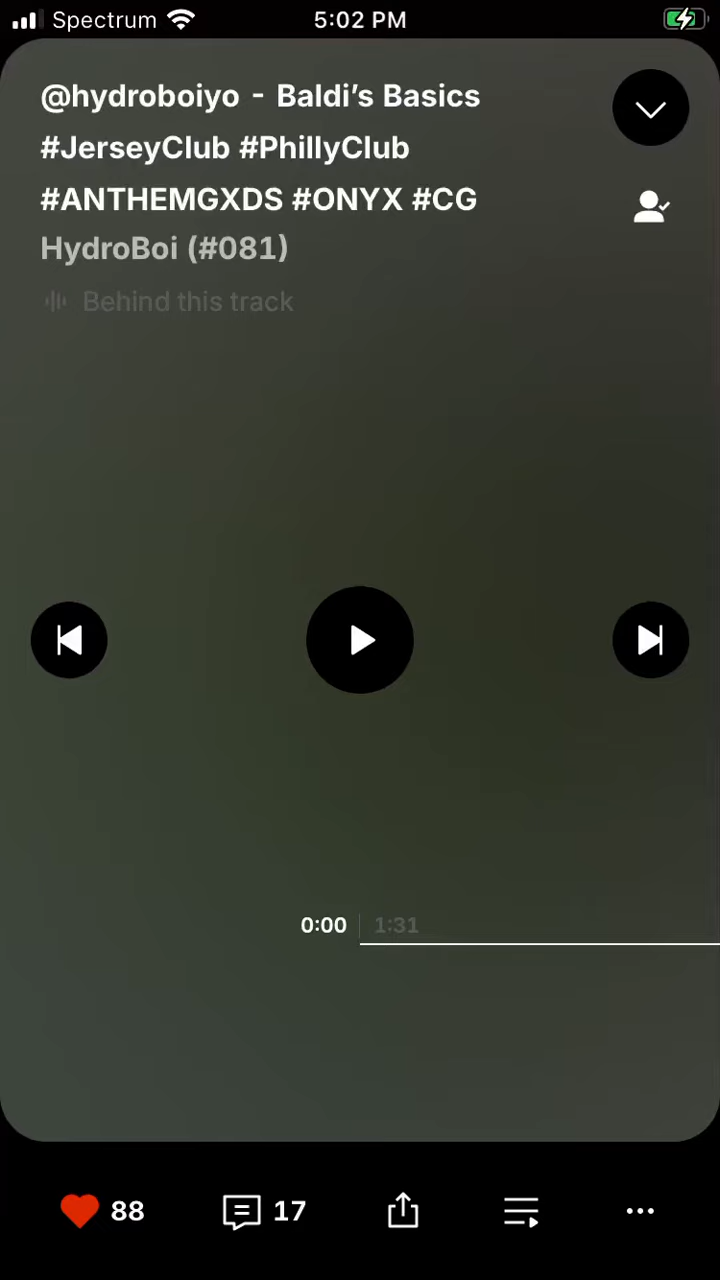 Spectrum
5:02 PM
@hydroboiyo - Baldi’s Basics
#JerseyClub #PhillyClub
#ANTHEMGXDS #ONYX #CG
HydroBoi (#081)
Behind this track
0:00 1:31
88 17